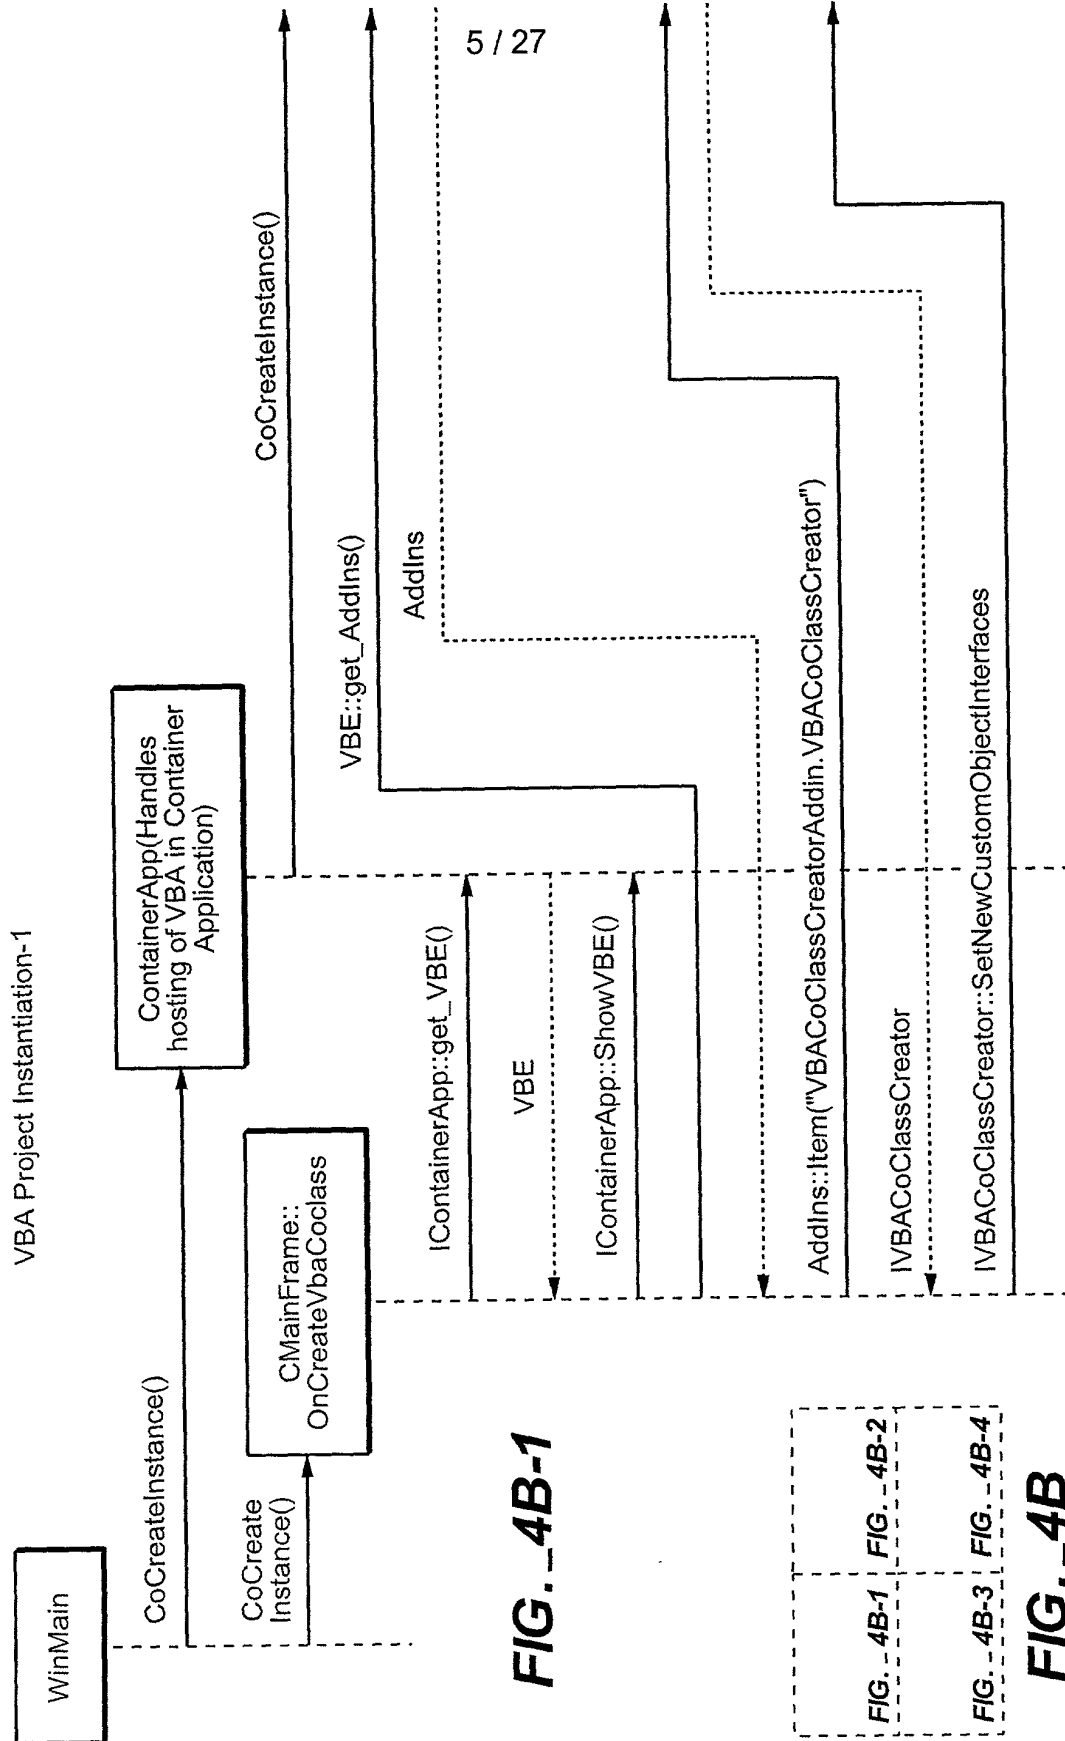 5 / 27
VBA Project Instantiation-1
WinMain
CoCreateInstance()
ContainerApp(Handles
hosting of VBA in Container
Application)
CoCreateInstance()
CoCreate
Instance()
CMainFrame::
OnCreateVbaCoclass
VBE::get_AddIns()
AddIns
IContainerApp::get_VBE()
VBE
IContainerApp::ShowVBE()
AddIns::Item("VBACoClassCreatorAddin.VBACoClassCreator")
IVBACoClassCreator
IVBACoClassCreator::SetNewCustomObjectInterfaces
FIG._4B-1
FIG._4B-1 FIG._4B-2
FIG._4B-3 FIG._4B-4
FIG._4B